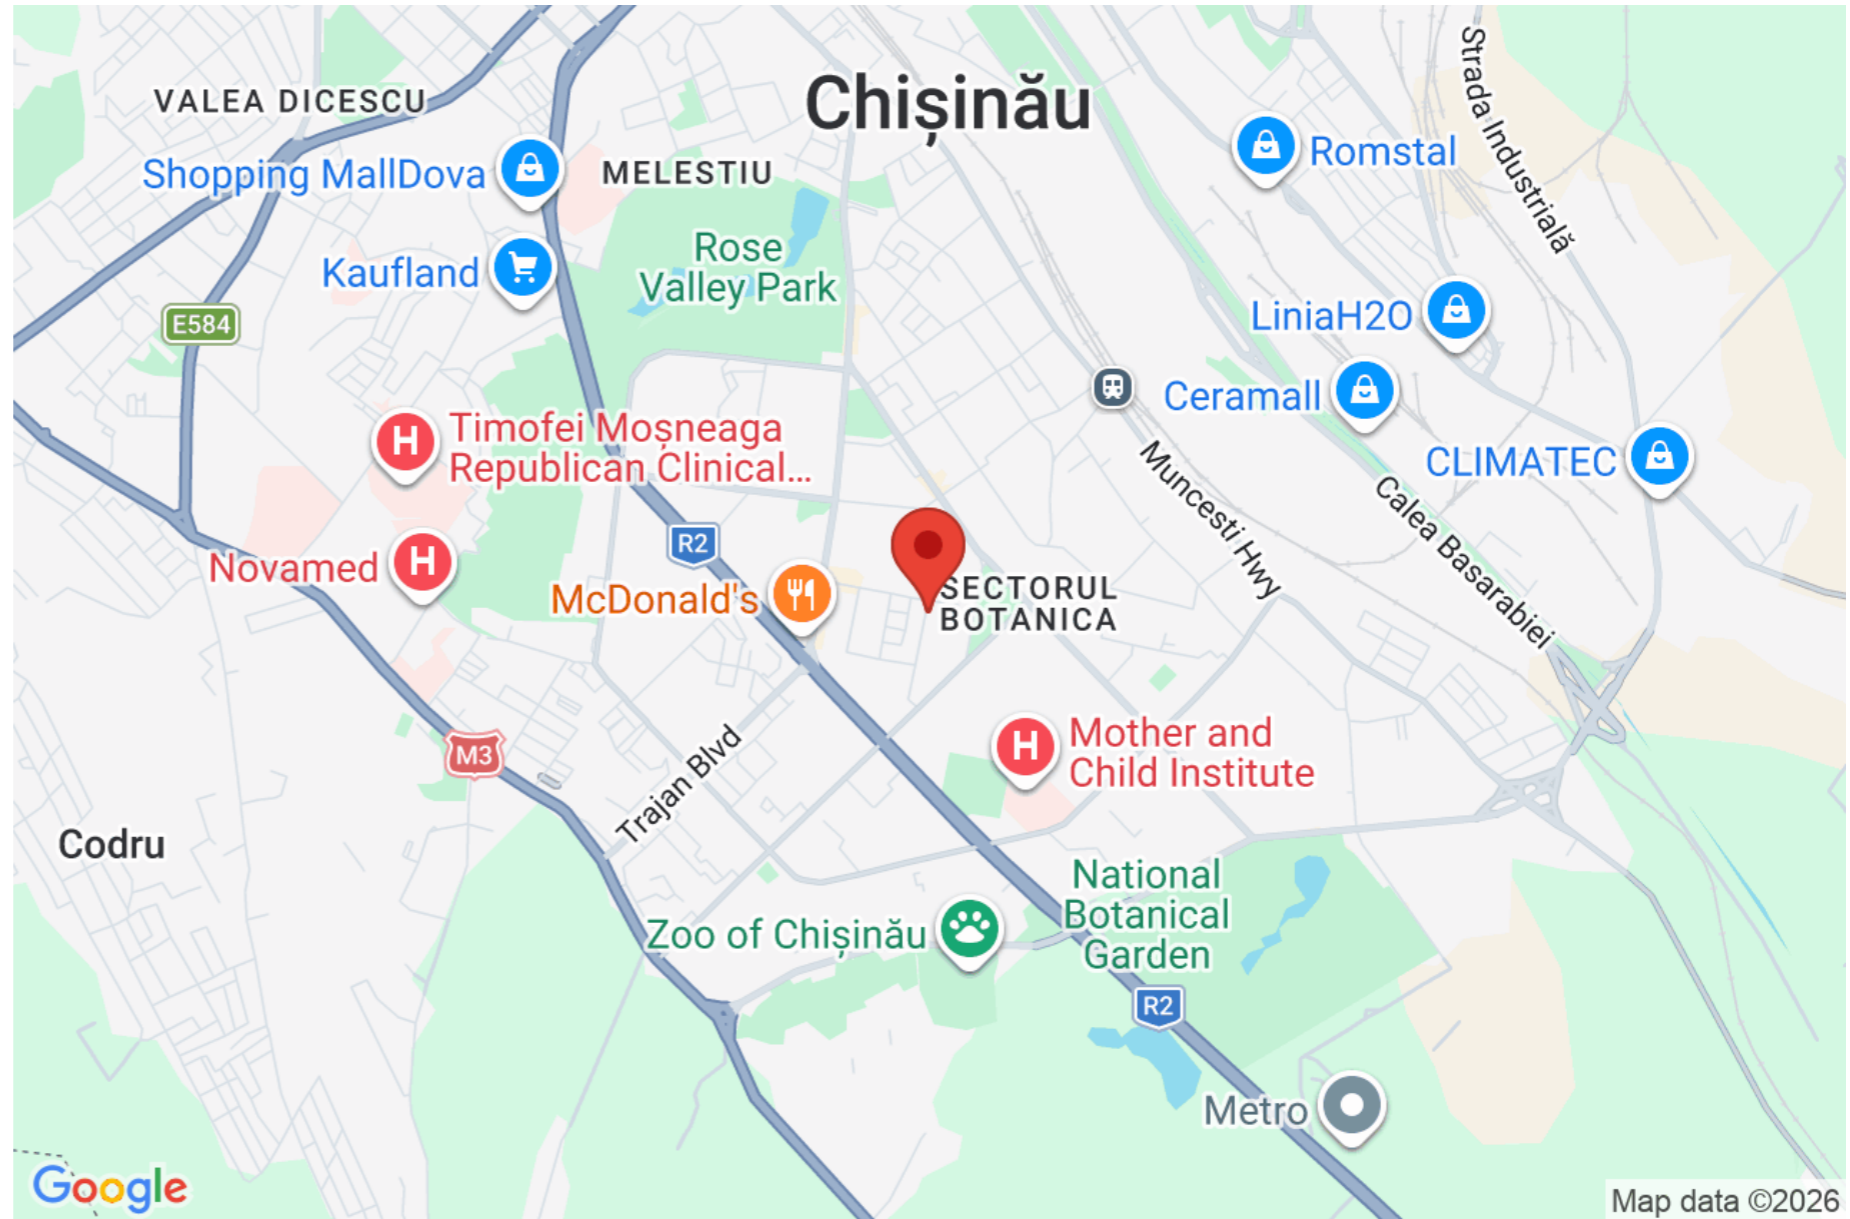 Chișinău
VALEA DICESCU
Shopping MallDova
MELESTIU
Romstal
Strada Industrială
Kaufland
Rose
Valley Park
E584
LiniaH2O
Ceramall
Timofei Moșneaga
Republican Clinical...
CLIMATEC
Muncesti Hwy
Calea Basarabiei
R2
Novamed
McDonald's
SECTORUL
BOTANICA
M3
Trajan Blvd
Mother and
Child Institute
Codru
National
Botanical
Garden
Zoo of Chișinău
R2
Metro
Google
Map data ©2026